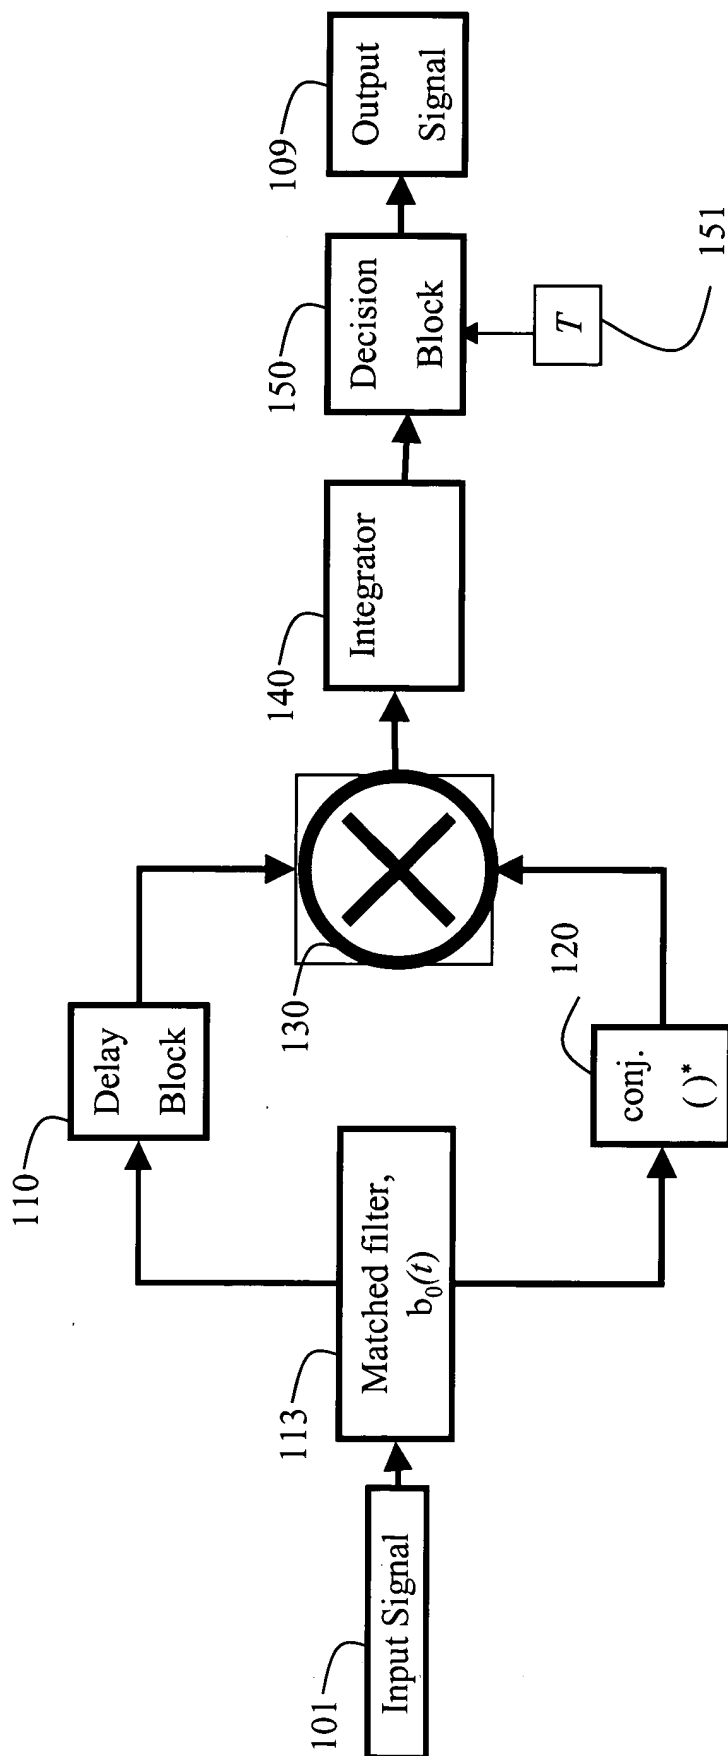 101
Input Signal
113
Matched filter,
b₀(t)
110
Delay
Block
120
conj.
( )*
130
140
Integrator
150
Decision
Block
T
151
109
Output
Signal